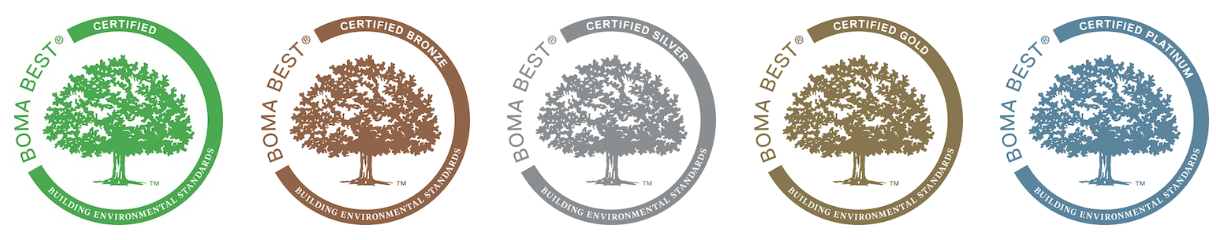 BOMA BEST®
CERTIFIED
BUILDING ENVIRONMENTAL STANDARDS
TM
BOMA BEST®
CERTIFIED BRONZE
BUILDING ENVIRONMENTAL STANDARDS
TM
BOMA BEST®
CERTIFIED SILVER
BUILDING ENVIRONMENTAL STANDARDS
TM
BOMA BEST®
CERTIFIED GOLD
BUILDING ENVIRONMENTAL STANDARDS
TM
BOMA BEST®
CERTIFIED PLATINUM
BUILDING ENVIRONMENTAL STANDARDS
TM